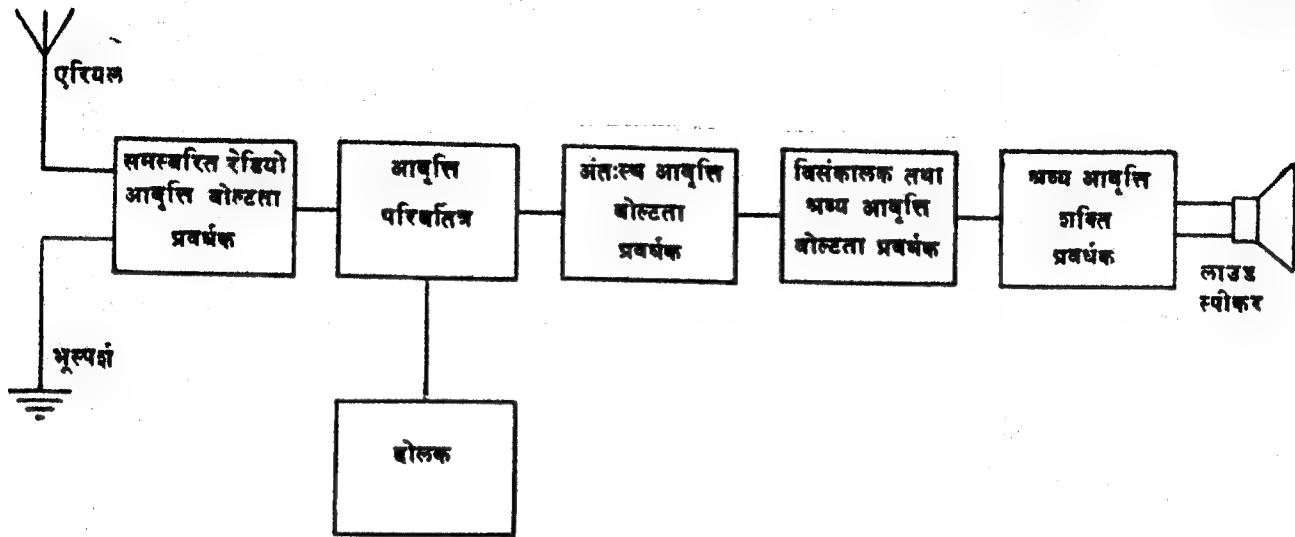 एरियल
समस्वरित रेडियो
आवृत्ति वोल्टता
प्रवर्धक
आवृत्ति
परिवर्तित्र
अंतःस्थ आवृत्ति
वोल्टता
प्रवर्धक
विसंकालक तथा
श्रव्य आवृत्ति
वोल्टता प्रवर्धक
श्रव्य आवृत्ति
शक्ति
प्रवर्धक
लाउड
स्पीकर
भूस्पर्श
दोलक